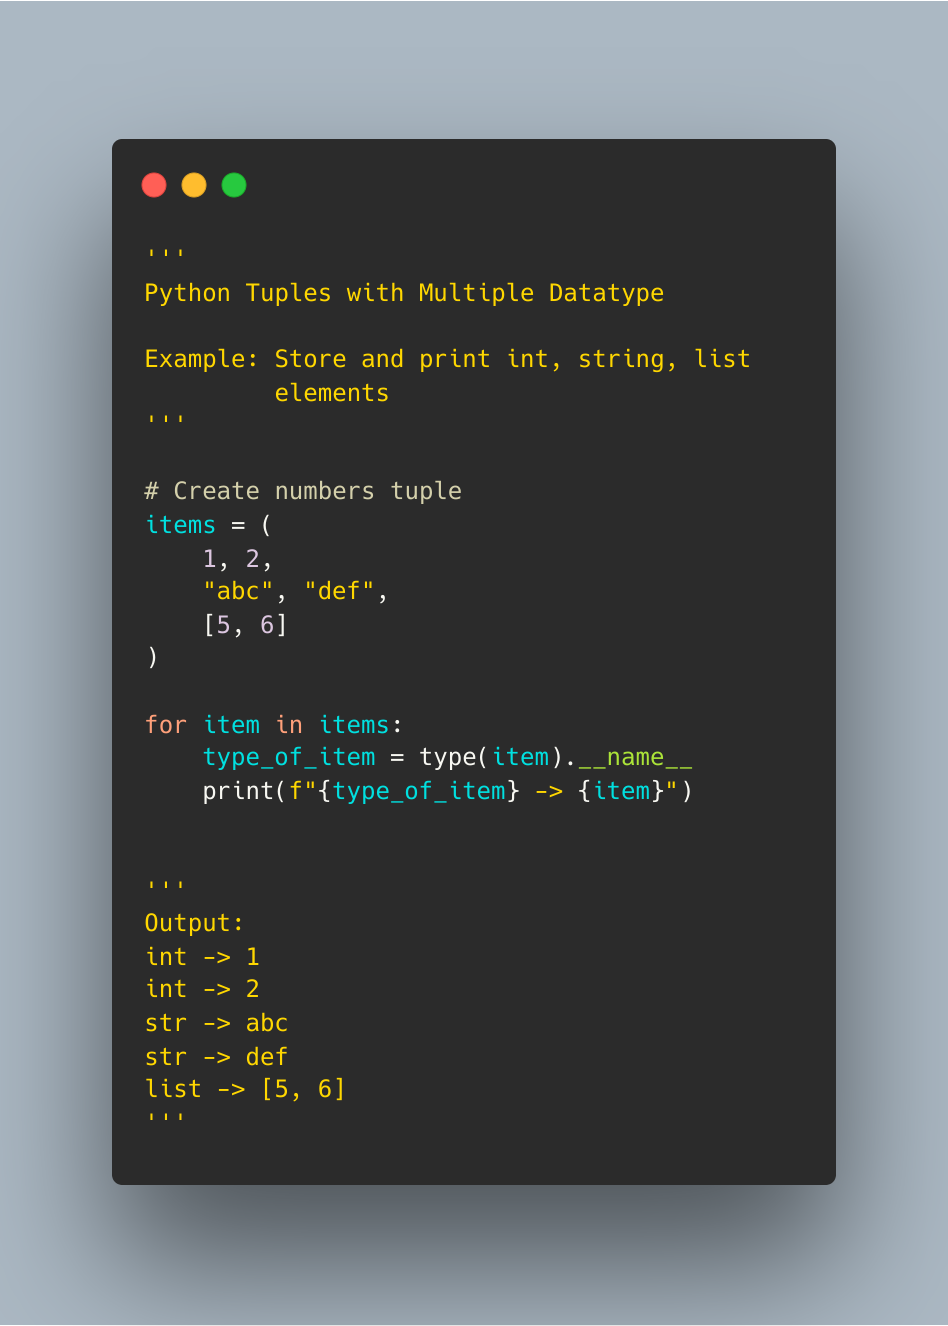 '''
Python Tuples with Multiple Datatype

Example: Store and print int, string, list
         elements
'''

# Create numbers tuple
items = (
    1, 2,
    "abc", "def",
    [5, 6]
)

for item in items:
    type_of_item = type(item).__name__
    print(f"{type_of_item} -> {item}")


'''
Output:
int -> 1
int -> 2
str -> abc
str -> def
list -> [5, 6]
'''